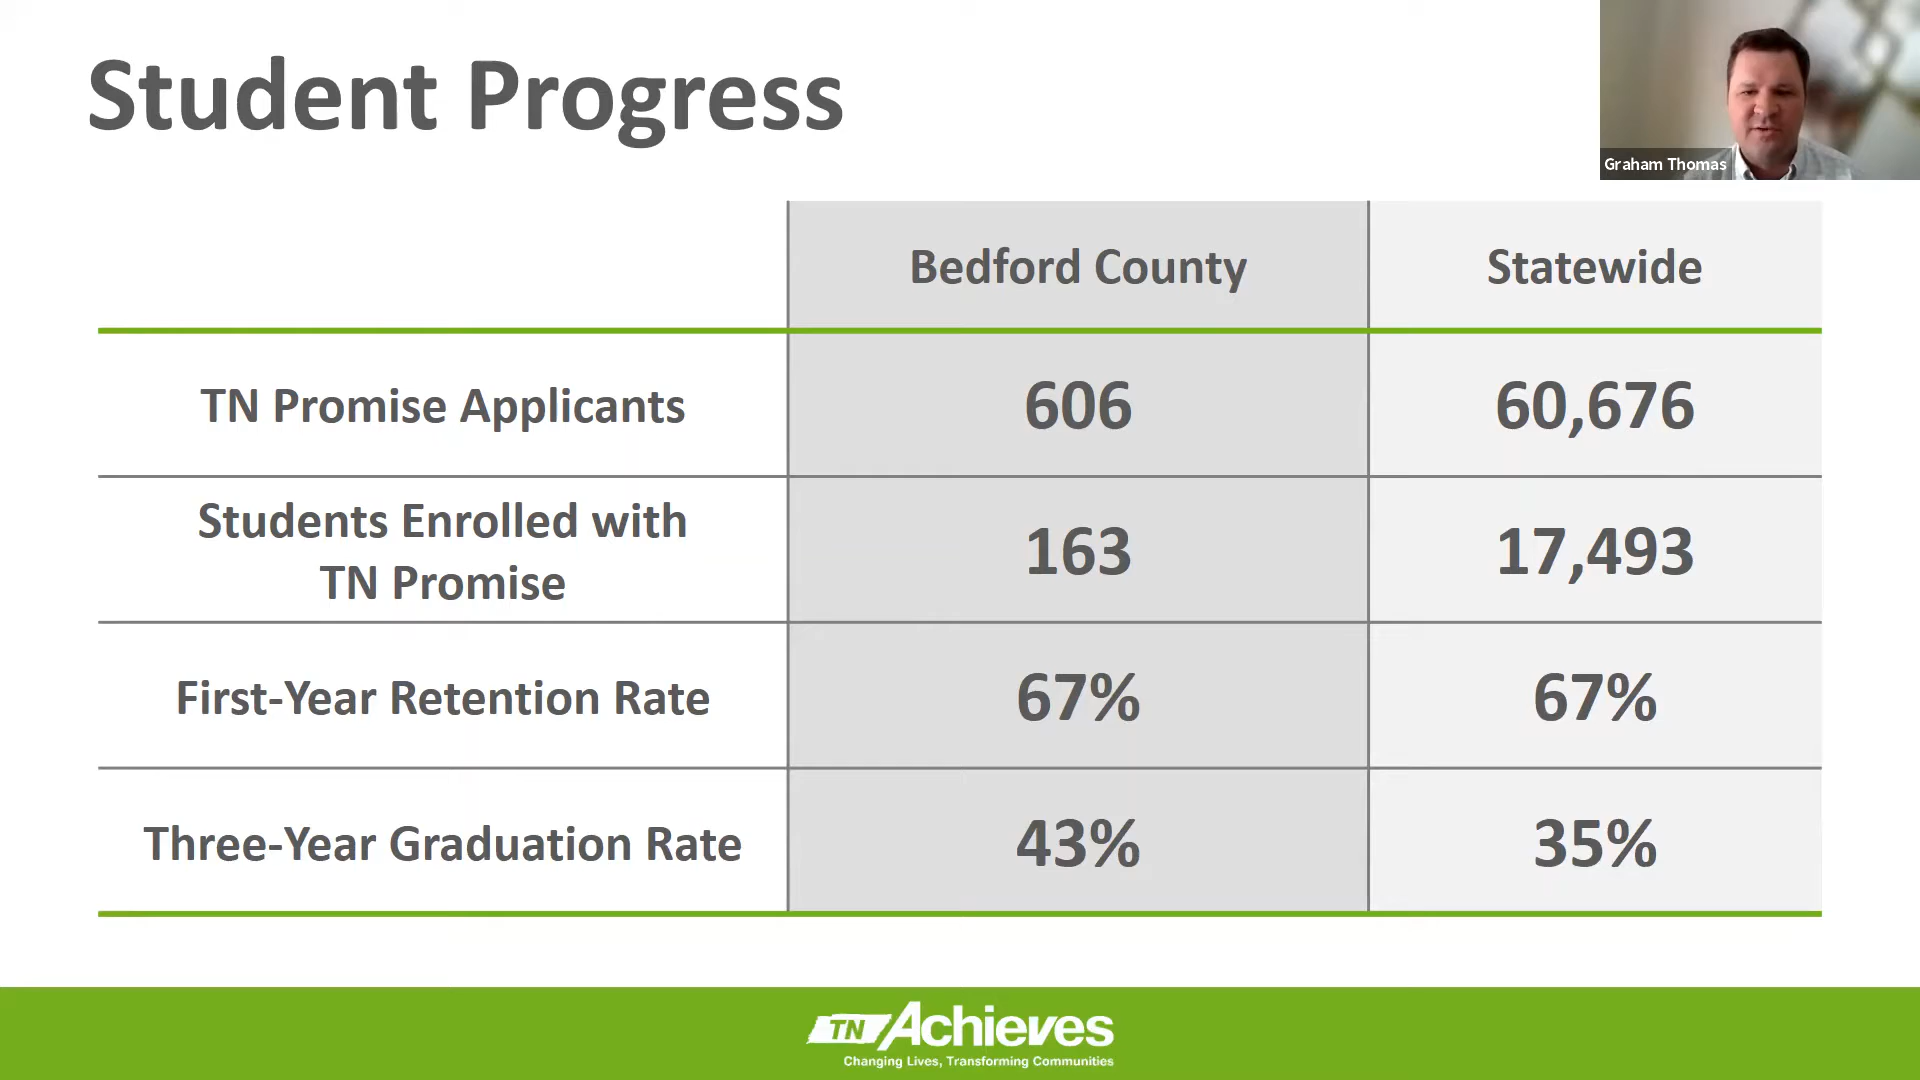 Student Progress
Graham Thomas
Bedford County
Statewide
TN Promise Applicants
606
60,676
Students Enrolled with
TN Promise
163
17,493
First-Year Retention Rate
67%
67%
Three-Year Graduation Rate
43%
35%
TN Achieves
Changing Lives, Transforming Communities